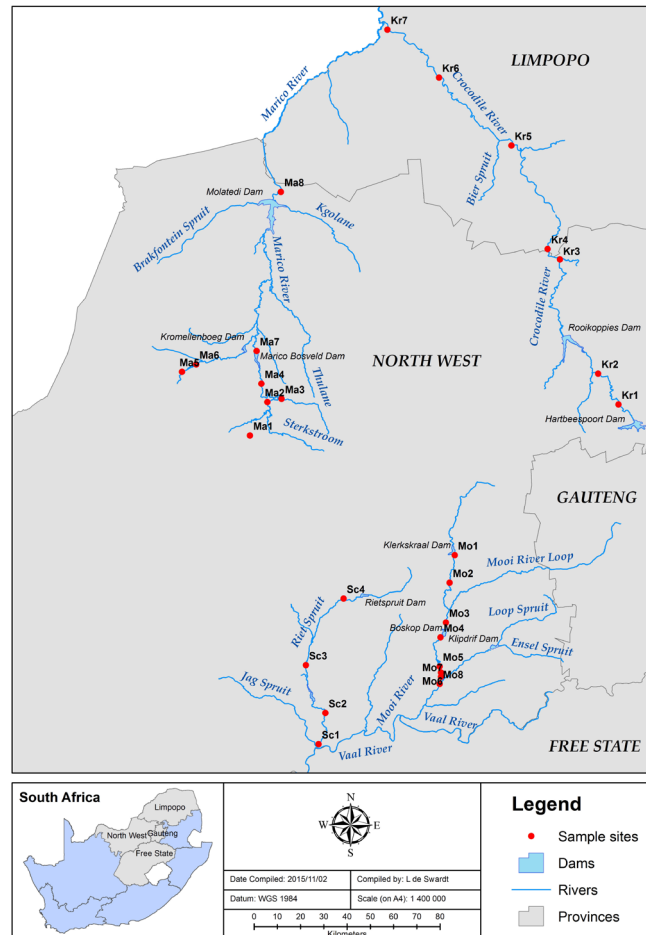 Kr7
LIMPOPO
Kr6
Marico River
Crocodile River
Kr5
Bier Spruit
Ma8
Molatedi Dam
Kgolane
Brakfontein Spruit
Marico River
Kr4
Kr3
Crocodile River
Rooikoppies Dam
Kromellenboeg Dam
Ma7
Ma6
Marico Bosveld Dam
NORTH WEST
Ma5
Kr2
Ma4
Thulane
Ma3
Ma2
Kr1
Hartbeespoort Dam
Ma1
Sterkstroom
GAUTENG
Klerkskraal Dam
Mo1
Mooi River Loop
Mo2
Sc4
Rietspruit Dam
Loop Spruit
Riet Spruit
Mo3
Boskop Dam
Mo4
Klipdrif Dam
Ensel Spruit
Sc3
Mo5
Mo7
Jag Spruit
Mo8
Mo6
Mooi River
Sc2
Vaal River
Sc1
Vaal River
FREE STATE
South Africa
Limpopo
North West
Gauteng
Free State
N
W
E
S
Date Compiled: 2015/11/02
Compiled by: L de Swardt
Datum: WGS 1984
Scale (on A4): 1 400 000
0 10 20 30 40 50 60 70 80
Kilometers
Legend
Sample sites
Dams
Rivers
Provinces